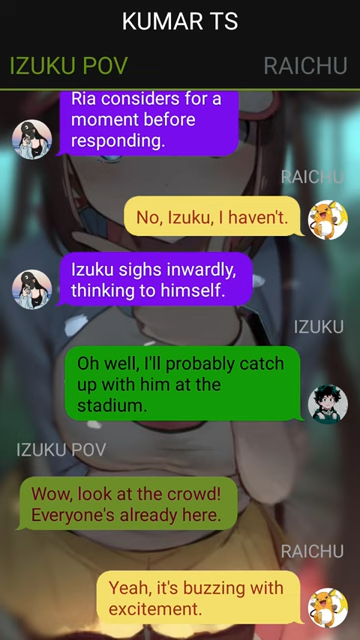 KUMAR TS
IZUKU POV
RAICHU
Ria considers for a
moment before
responding.
RAICHU
No, Izuku, I haven't.
Izuku sighs inwardly,
thinking to himself.
IZUKU
Oh well, I'll probably catch
up with him at the
stadium.
IZUKU POV
Wow, look at the crowd!
Everyone's already here.
RAICHU
Yeah, it's buzzing with
excitement.